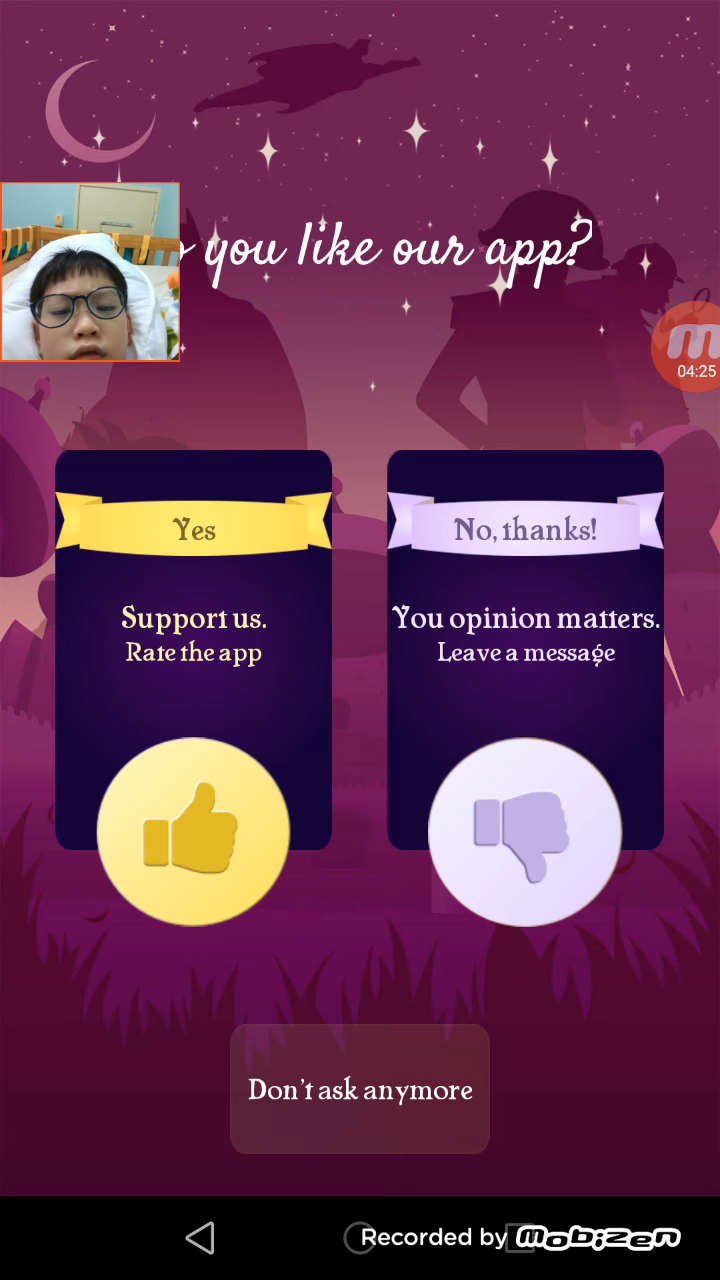 you like our app?
04:25
Yes
No, thanks!
Support us.
Rate the app
You opinion matters.
Leave a message
Don't ask anymore
Recorded by mobizen